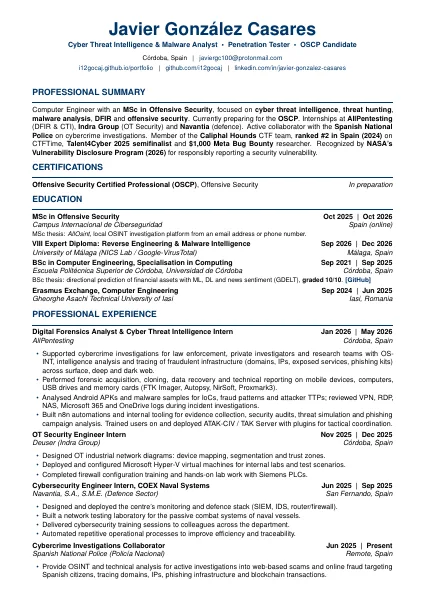 Javier González Casares
Cyber Threat Intelligence & Malware Analyst • Penetration Tester • OSCP Candidate
Córdoba, Spain | javiergc100@protonmail.com
i12gocaj.github.io/portfolio | github.com/i12gocaj | linkedin.com/in/javier-gonzalez-casares
PROFESSIONAL SUMMARY
Computer Engineer with an MSc in Offensive Security, focused on cyber threat intelligence, threat hunting,
malware analysis, DFIR and offensive security. Currently preparing for the OSCP. Internships at AllPentesting
(DFIR & CTI), Indra Group (OT Security) and Navantia (defence). Active collaborator with the Spanish National
Police on cybercrime investigations. Member of the Caliphal Hounds CTF team, ranked #2 in Spain (2024) on
CTFTime, Talent4Cyber 2025 semifinalist and $1,000 Meta Bug Bounty researcher. Recognized by NASA's
Vulnerability Disclosure Program (2026) for responsibly reporting a security vulnerability.
CERTIFICATIONS
Offensive Security Certified Professional (OSCP), Offensive Security In preparation
EDUCATION
MSc in Offensive Security Oct 2025 | Oct 2026
Campus Internacional de Ciberseguridad Spain (online)
MSc thesis: AllOsint, local OSINT investigation platform from an email address or phone number.
VIII Expert Diploma: Reverse Engineering & Malware Intelligence Sep 2026 | Dec 2026
University of Málaga (NICS Lab / Google-VirusTotal) Málaga, Spain
BSc in Computer Engineering, Specialisation in Computing Sep 2021 | Sep 2025
Escuela Politécnica Superior de Córdoba, Universidad de Córdoba Córdoba, Spain
BSc thesis: directional prediction of financial assets with ML, DL and news sentiment (GDELT), graded 10/10. [GitHub]
Erasmus Exchange, Computer Engineering Sep 2024 | Jun 2025
Gheorghe Asachi Technical University of Iasi Iasi, Romania
PROFESSIONAL EXPERIENCE
Digital Forensics Analyst & Cyber Threat Intelligence Intern Jan 2026 | May 2026
AllPentesting Córdoba, Spain
• Supported cybercrime investigations for law enforcement, private investigators and research teams with OS-
INT, intelligence analysis and tracing of fraudulent infrastructure (domains, IPs, exposed services, phishing kits)
across surface, deep and dark web.
• Performed forensic acquisition, cloning, data recovery and technical reporting on mobile devices, computers,
USB drives and memory cards (FTK Imager, Autopsy, NirSoft, Proxmark3).
• Analysed Android APKs and malware samples for IoCs, fraud patterns and attacker TTPs; reviewed VPN, RDP,
NAS, Microsoft 365 and OneDrive logs during incident investigations.
• Built n8n automations and internal tooling for evidence collection, security audits, threat simulation and phishing
campaign analysis. Trained users on and deployed ATAK-CIV / TAK Server with plugins for tactical coordination.
OT Security Engineer Intern Nov 2025 | Dec 2025
Deuser (Indra Group) Córdoba, Spain
• Designed OT industrial network diagrams: device mapping, segmentation and trust zones.
• Deployed and configured Microsoft Hyper-V virtual machines for internal labs and test scenarios.
• Completed firewall configuration training and hands-on lab work with Siemens PLCs.
Cybersecurity Engineer Intern, COEX Naval Systems Jun 2025 | Sep 2025
Navantia, S.A., S.M.E. (Defence Sector) San Fernando, Spain
• Designed and deployed the centre's monitoring and defence stack (SIEM, IDS, router/firewall).
• Built a network testing laboratory for the passive combat systems of naval vessels.
• Delivered cybersecurity training sessions to colleagues across the department.
• Automated repetitive operational processes to improve efficiency and traceability.
Cybercrime Investigations Collaborator Jun 2025 | Present
Spanish National Police (Policía Nacional) Remote, Spain
• Provide OSINT and technical analysis for active investigations into web-based scams and online fraud targeting
Spanish citizens, tracing domains, IPs, phishing infrastructure and blockchain transactions.